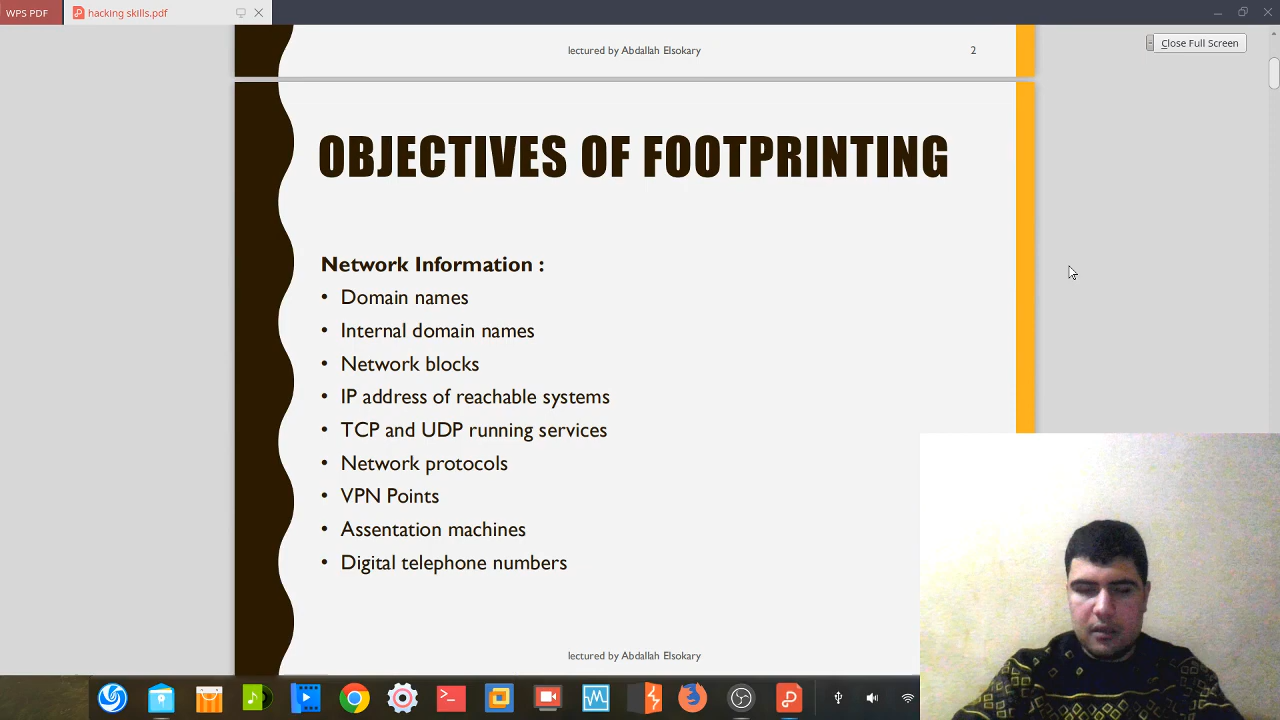 WPS PDF
hacking skills.pdf
lectured by Abdallah Elsokary
2
Close Full Screen
OBJECTIVES OF FOOTPRINTING
Network Information :
• Domain names
• Internal domain names
• Network blocks
• IP address of reachable systems
• TCP and UDP running services
• Network protocols
• VPN Points
• Assentation machines
• Digital telephone numbers
lectured by Abdallah Elsokary